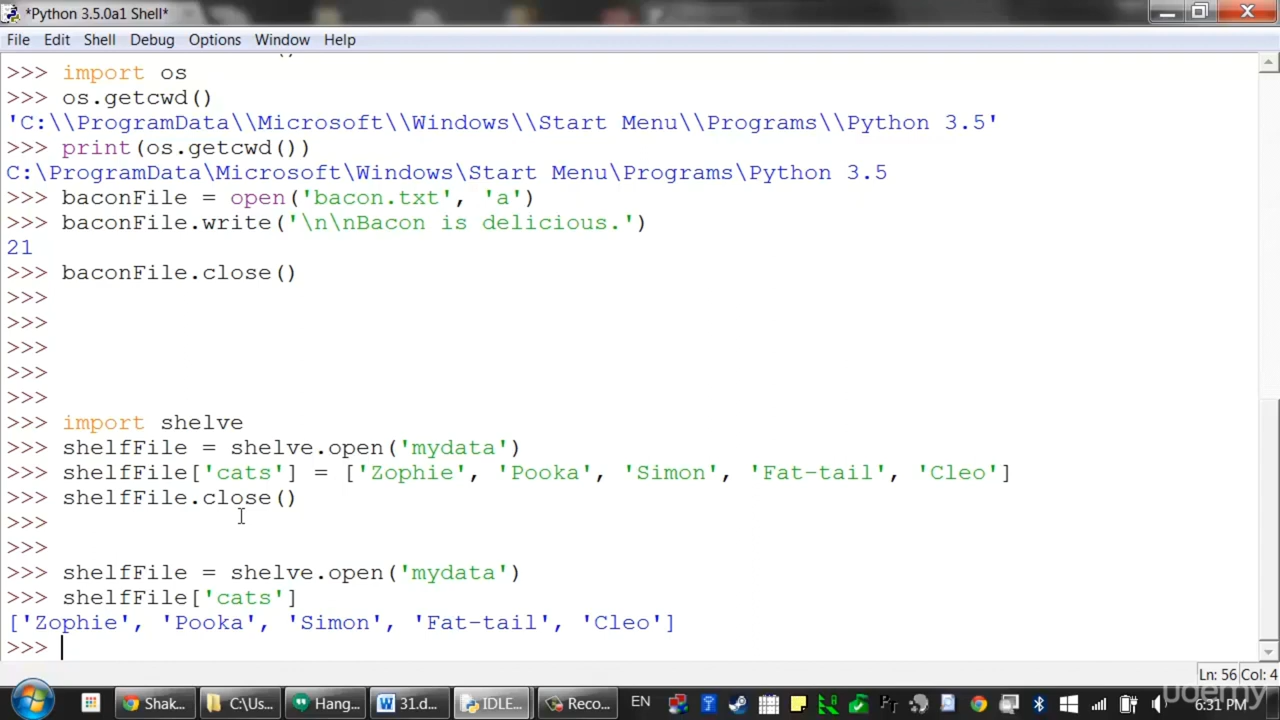 *Python 3.5.0a1 Shell*
File Edit Shell Debug Options Window Help
>>> import os
>>> os.getcwd()
'C:\\ProgramData\\Microsoft\\Windows\\Start Menu\\Programs\\Python 3.5'
>>> print(os.getcwd())
C:\ProgramData\Microsoft\Windows\Start Menu\Programs\Python 3.5
>>> baconFile = open('bacon.txt', 'a')
>>> baconFile.write('\n\nBacon is delicious.')
21
>>> baconFile.close()
>>>
>>>
>>>
>>>
>>>
>>> import shelve
>>> shelfFile = shelve.open('mydata')
>>> shelfFile['cats'] = ['Zophie', 'Pooka', 'Simon', 'Fat-tail', 'Cleo']
>>> shelfFile.close()
>>>
>>>
>>> shelfFile = shelve.open('mydata')
>>> shelfFile['cats']
['Zophie', 'Pooka', 'Simon', 'Fat-tail', 'Cleo']
>>>
Ln: 56 Col: 4
Shak... C:\Us... Hang... 31.d... IDLE... Reco... EN 6:31 PM
udemy